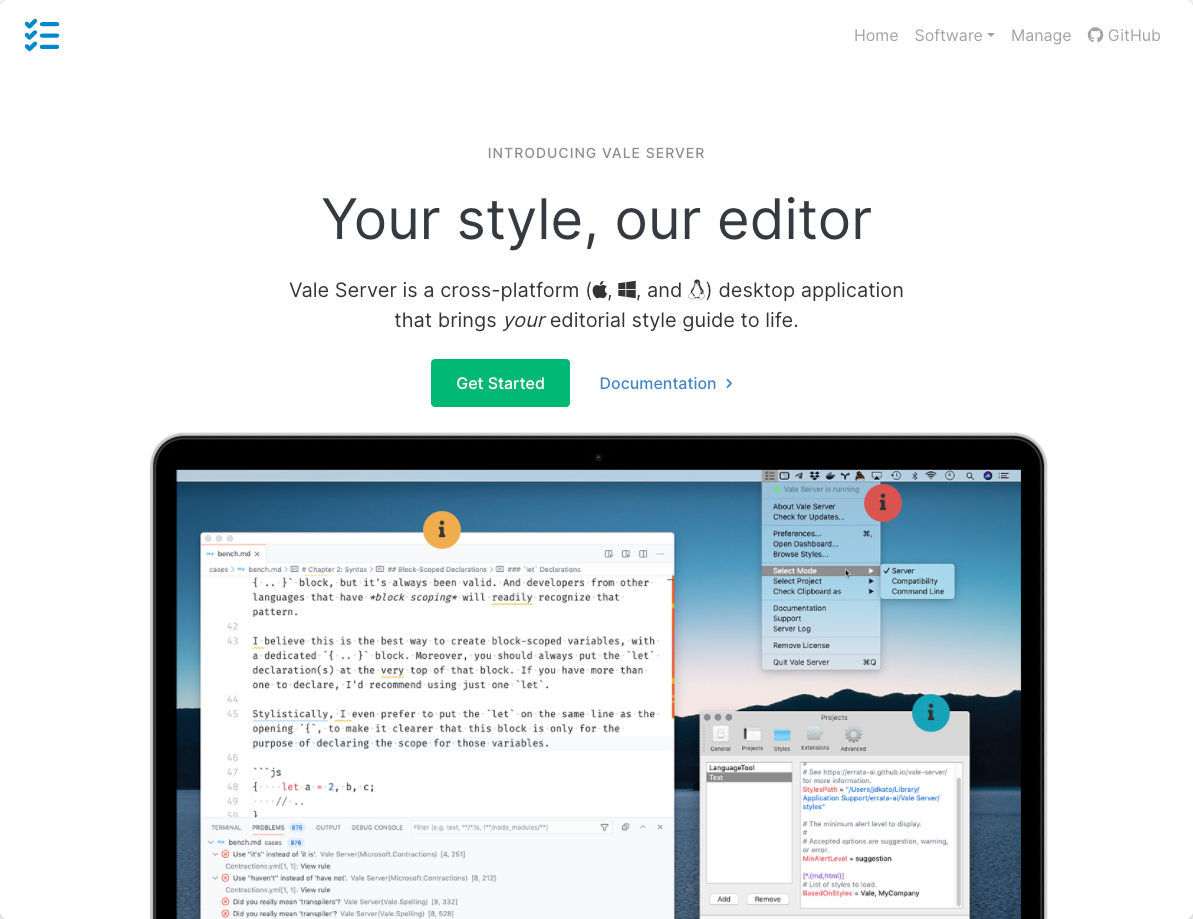 Home Software Manage GitHub
INTRODUCING VALE SERVER
Your style, our editor
Vale Server is a cross-platform (, , and ) desktop application
that brings your editorial style guide to life.
Get Started Documentation
Vale Server is running
About Vale Server
Check for Updates...
Preferences... ⌘,
Open Dashboard...
Browse Styles...
Select Mode
Select Project
Check Clipboard as
Server
Compatibility
Command Line
Documentation
Support
Server Log
Remove License
Quit Vale Server ⌘Q
bench.md
cases > bench.md > # Chapter 2: Syntax > ## Block-Scoped Declarations > ### `let` Declarations
{ .. }` block, but it's always been valid. And developers from other
languages that have *block scoping* will readily recognize that
pattern.
42
43 I believe this is the best way to create block-scoped variables, with
a dedicated `{ .. }` block. Moreover, you should always put the `let`
declaration(s) at the very top of that block. If you have more than
one to declare, I'd recommend using just one `let`.
44
45 Stylistically, I even prefer to put the `let` on the same line as the
opening `{`, to make it clearer that this block is only for the
purpose of declaring the scope for those variables.
46
47 ```js
48 { let a = 2, b, c;
49 // ..
50 }
TERMINAL PROBLEMS 876 OUTPUT DEBUG CONSOLE Filter (e.g. text, **/*.ts, !**/node_modules/**)
bench.md cases 876
Use "it's" instead of 'it is'. Vale Server(Microsoft.Contractions) [4, 251]
Contractions.yml[1, 1]: View rule
Use "haven't" instead of 'have not'. Vale Server(Microsoft.Contractions) [8, 212]
Contractions.yml[1, 1]: View rule
Did you really mean 'transpilers'? Vale Server(Vale.Spelling) [8, 332]
Did you really mean 'transpiler'? Vale Server(Vale.Spelling) [8, 528]
Projects
General Projects Styles Extensions Advanced
LanguageTool
Test
Add Remove
#
# See https://errata-ai.github.io/vale-server/
for more information.
StylesPath = "/Users/jdkato/Library/
Application Support/errata-ai/Vale Server/
styles"
# The minimum alert level to display.
#
# Accepted options are suggestion, warning,
or error.
MinAlertLevel = suggestion
[*.{md,html}]
# List of styles to load.
BasedOnStyles = Vale, MyCompany